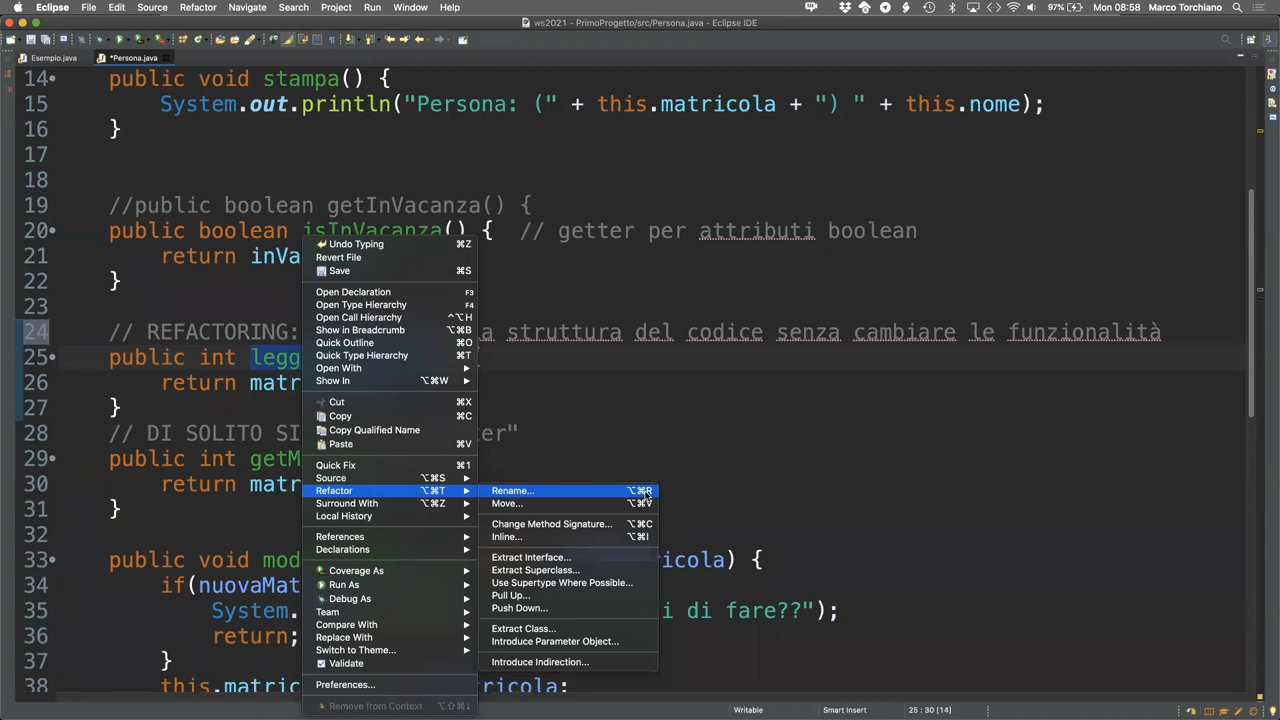 Eclipse File Edit Source Refactor Navigate Search Project Run Window Help 97% Mon 08:58 Marco Torchiano
ws2021 - PrimoProgetto/src/Persona.java - Eclipse IDE
Esempio.java *Persona.java
14 public void stampa() {
15 System.out.println("Persona: (" + this.matricola + ") " + this.nome);
16 }
17
18
19 //public boolean getInVacanza() {
20 public boolean isInVacanza() { // getter per attributi boolean
21 return inVa
22 }
23
24 // REFACTORING: a struttura del codice senza cambiare le funzionalità
25 public int legg
26 return matr
27 }
28 // DI SOLITO SI ter"
29 public int getM
30 return matr
31 }
32
33 public void mod ricola) {
34 if(nuovaMat
35 System. i di fare??");
36 return;
37 }
38 this.matric tricola;
Undo Typing ⌘Z
Revert File
Save ⌘S
Open Declaration F3
Open Type Hierarchy F4
Open Call Hierarchy ^⌥H
Show in Breadcrumb ⌥⌘B
Quick Outline ⌘O
Quick Type Hierarchy ⌘T
Open With
Show In ⌥⌘W
Cut ⌘X
Copy ⌘C
Copy Qualified Name
Paste ⌘V
Quick Fix ⌘1
Source ⌥⌘S
Refactor ⌥⌘T
Surround With ⌥⌘Z
Local History
References
Declarations
Coverage As
Run As
Debug As
Team
Compare With
Replace With
Switch to Theme...
Validate
Preferences...
Remove from Context ⌥⇧⌘↓
Rename... ⌥⌘R
Move... ⌥⌘V
Change Method Signature... ⌥⌘C
Inline... ⌥⌘I
Extract Interface...
Extract Superclass...
Use Supertype Where Possible...
Pull Up...
Push Down...
Extract Class...
Introduce Parameter Object...
Introduce Indirection...
Writable Smart Insert 25 : 30 [14]